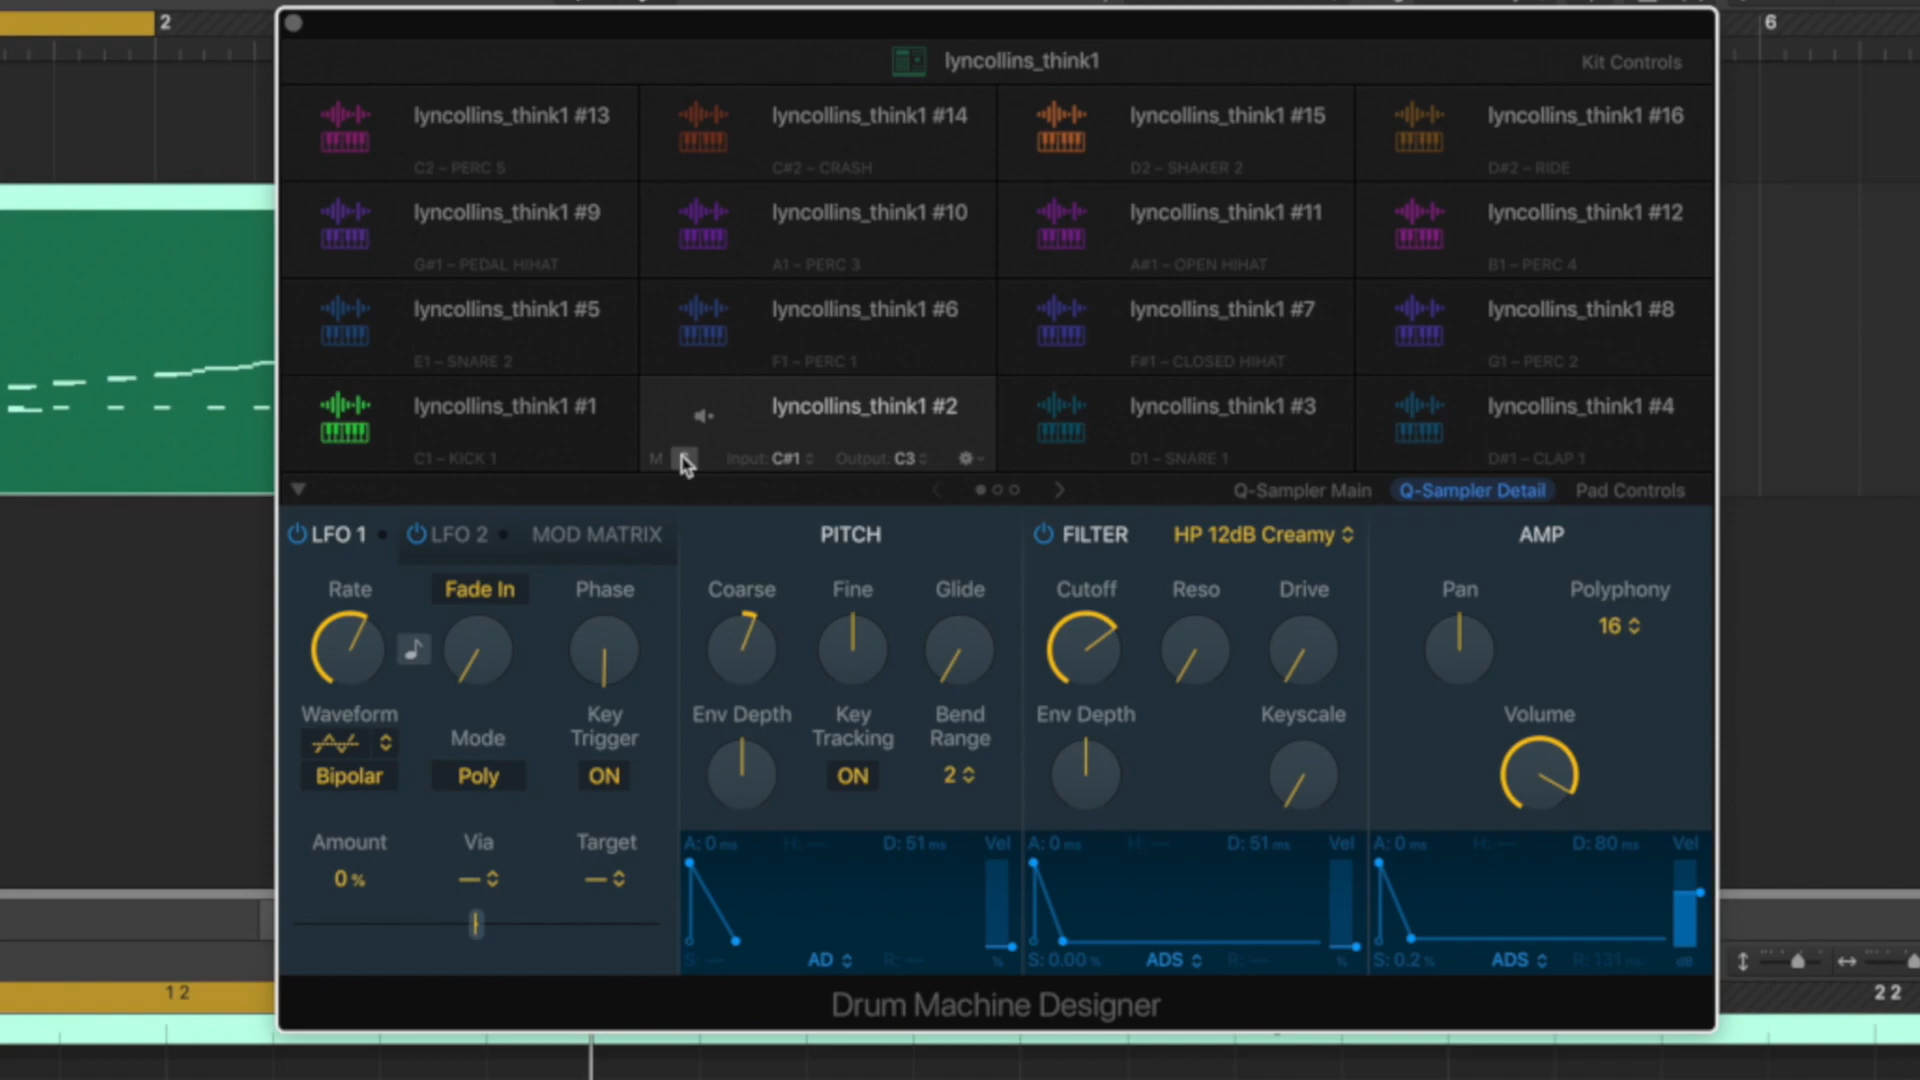 2
6
lyncollins_think1
Kit Controls
lyncollins_think1 #13
lyncollins_think1 #14
lyncollins_think1 #15
lyncollins_think1 #16
C2 – PERC 5
C#2 – CRASH
D2 – SHAKER 2
D#2 – RIDE
lyncollins_think1 #9
lyncollins_think1 #10
lyncollins_think1 #11
lyncollins_think1 #12
G#1 – PEDAL HIHAT
A1 – PERC 3
A#1 – OPEN HIHAT
B1 – PERC 4
lyncollins_think1 #5
lyncollins_think1 #6
lyncollins_think1 #7
lyncollins_think1 #8
E1 – SNARE 2
F1 – PERC 1
F#1 – CLOSED HIHAT
G1 – PERC 2
lyncollins_think1 #1
lyncollins_think1 #2
lyncollins_think1 #3
lyncollins_think1 #4
C1 – KICK 1
M
Input: C#1
Output: C3
D1 – SNARE 1
D#1 – CLAP 1
Q-Sampler Main
Q-Sampler Detail
Pad Controls
LFO 1
LFO 2
MOD MATRIX
PITCH
FILTER
HP 12dB Creamy
AMP
Rate
Fade In
Phase
Coarse
Fine
Glide
Cutoff
Reso
Drive
Pan
Polyphony
16
Waveform
Mode
Key
Trigger
Env Depth
Key
Tracking
Bend
Range
Env Depth
Keyscale
Volume
Bipolar
Poly
ON
ON
2
Amount
Via
Target
0 %
—
—
A: 0 ms
H: —
D: 51 ms
Vel
A: 0 ms
H: —
D: 51 ms
Vel
A: 0 ms
H: —
D: 80 ms
Vel
S: —
AD
R: —
%
S: 0.00 %
ADS
R: —
%
S: 0.2 %
ADS
R: 131 ms
dB
1 2
2 2
Drum Machine Designer